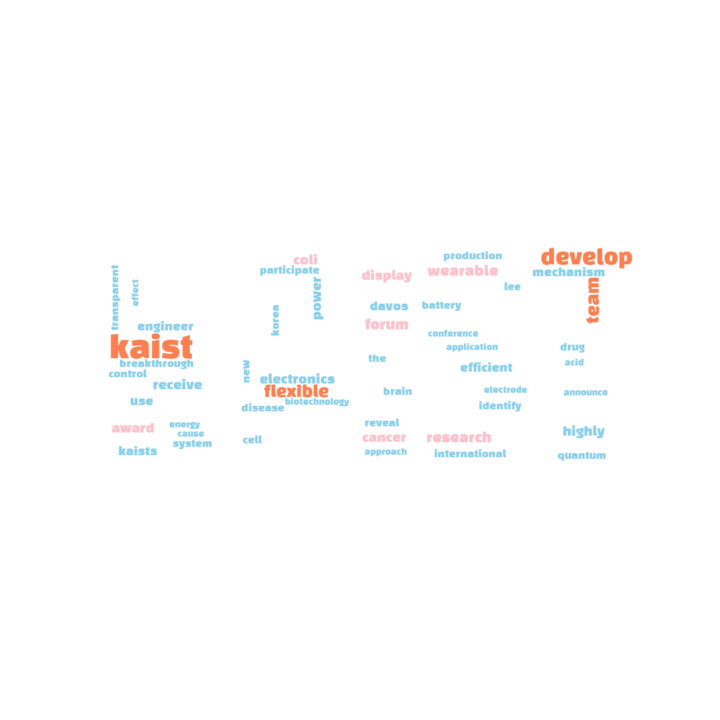 develop
production
coli
participate
display
wearable
mechanism
transparent
effect
power
lee
team
davos
battery
korea
engineer
forum
conference
kaist
application
drug
breakthrough
the
acid
control
new
efficient
electronics
receive
flexible
brain
electrode
announce
use
biotechnology
disease
identify
award
energy
reveal
highly
cause
cell
cancer
research
system
kaists
approach
international
quantum